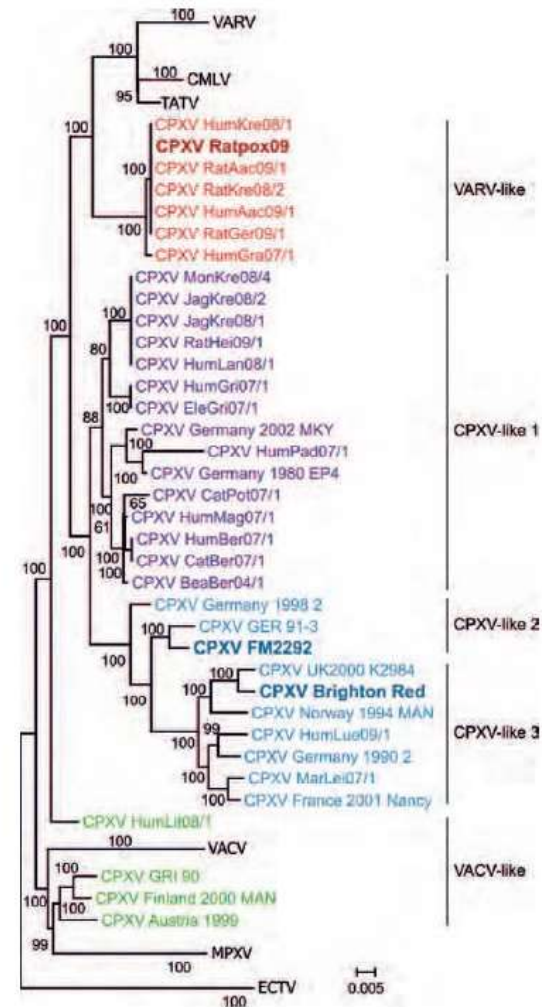 100
VARV
100
100
CMLV
95
TATV
100
CPXV HumKre08/1
CPXV Ratpox09
100
CPXV RatAac09/1
CPXV RatKre08/2
VARV-like
CPXV HumAac09/1
100
CPXV RatGer09/1
CPXV HumGra07/1
CPXV MonKre08/4
CPXV JagKre08/2
100
CPXV JagKre08/1
100
80
CPXV RatHei09/1
CPXV HumLan08/1
CPXV HumGri07/1
100
CPXV EleGri07/1
88
CPXV Germany 2002 MKY
CPXV-like 1
100
CPXV HumPad07/1
100
CPXV Germany 1980 EP4
65
CPXV CatPot07/1
100
61
CPXV HumMag07/1
100
CPXV HumBer07/1
100
100
CPXV CatBer07/1
100
CPXV BeaBer04/1
CPXV Germany 1998 2
100
CPXV GER 91-3
CPXV-like 2
CPXV FM2292
100
100
CPXV UK2000 K2984
CPXV Brighton Red
100
100
CPXV Norway 1994 MAN
99
CPXV HumLue09/1
CPXV-like 3
100
CPXV Germany 1990 2
100
CPXV MarLei07/1
100
CPXV France 2001 Nancy
CPXV HumLit08/1
100
VACV
100
CPXV GRI 90
VACV-like
100
CPXV Finland 2000 MAN
100
CPXV Austria 1999
99
MPXV
100
ECTV
100
0.005